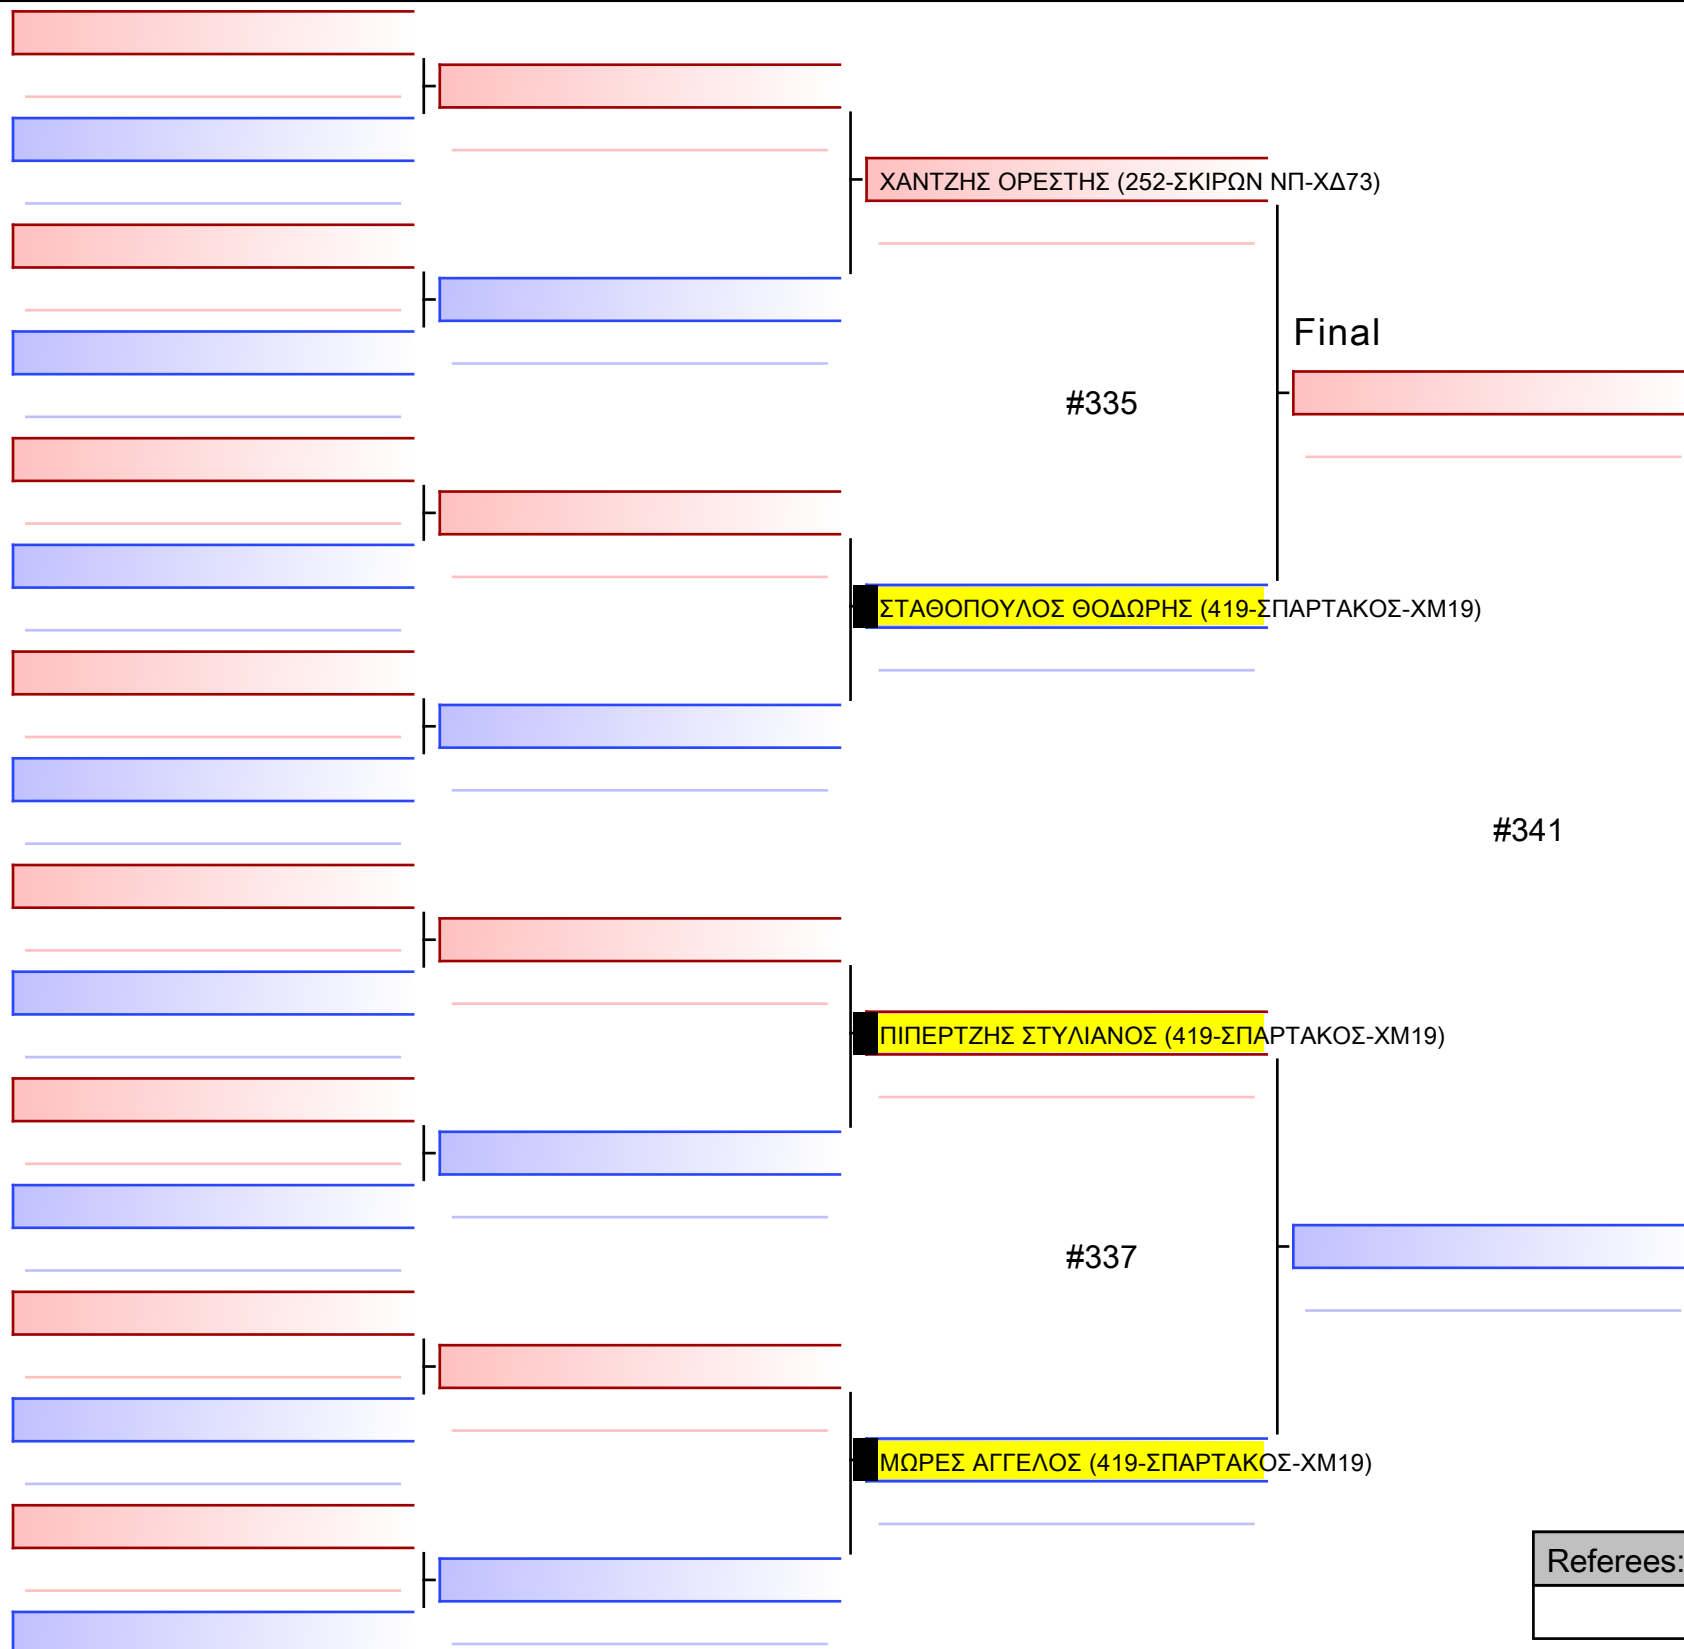 ΧΑΝΤΖΗΣ ΟΡΕΣΤΗΣ (252-ΣΚΙΡΩΝ ΝΠ-ΧΔ73)
Final
#335
ΣΤΑΘΟΠΟΥΛΟΣ ΘΟΔΩΡΗΣ (419-ΣΠΑΡΤΑΚΟΣ-ΧΜ19)
#341
ΠΙΠΕΡΤΖΗΣ ΣΤΥΛΙΑΝΟΣ (419-ΣΠΑΡΤΑΚΟΣ-ΧΜ19)
#337
ΜΩΡΕΣ ΑΓΓΕΛΟΣ (419-ΣΠΑΡΤΑΚΟΣ-ΧΜ19)
Referees: